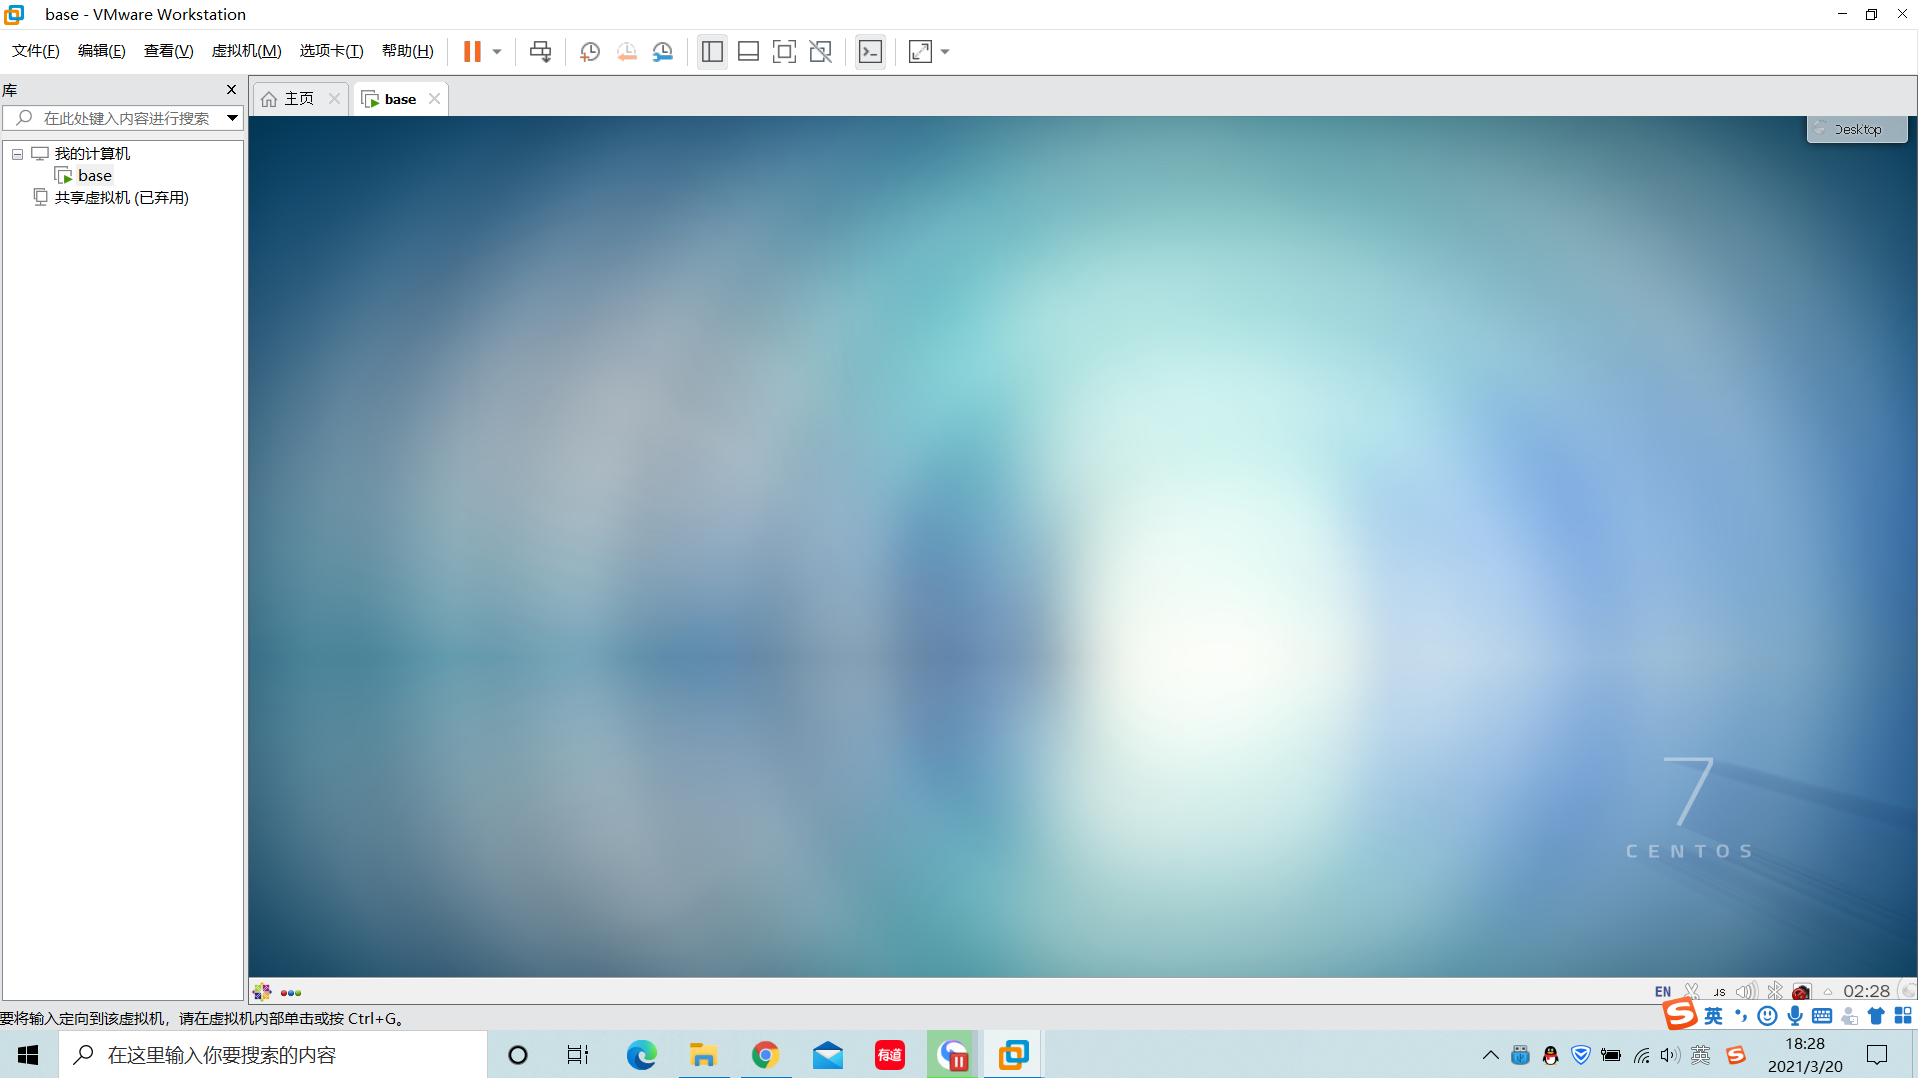 base - VMware Workstation
文件(F) 编辑(E) 查看(V) 虚拟机(M) 选项卡(T) 帮助(H)
库
主页
base
在此处键入内容进行搜索
Desktop
我的计算机
base
共享虚拟机 (已弃用)
7
CENTOS
EN
JS
02:28
要将输入定向到该虚拟机，请在虚拟机内部单击或按 Ctrl+G。
英
在这里输入你要搜索的内容
有道
英
18:28
2021/3/20